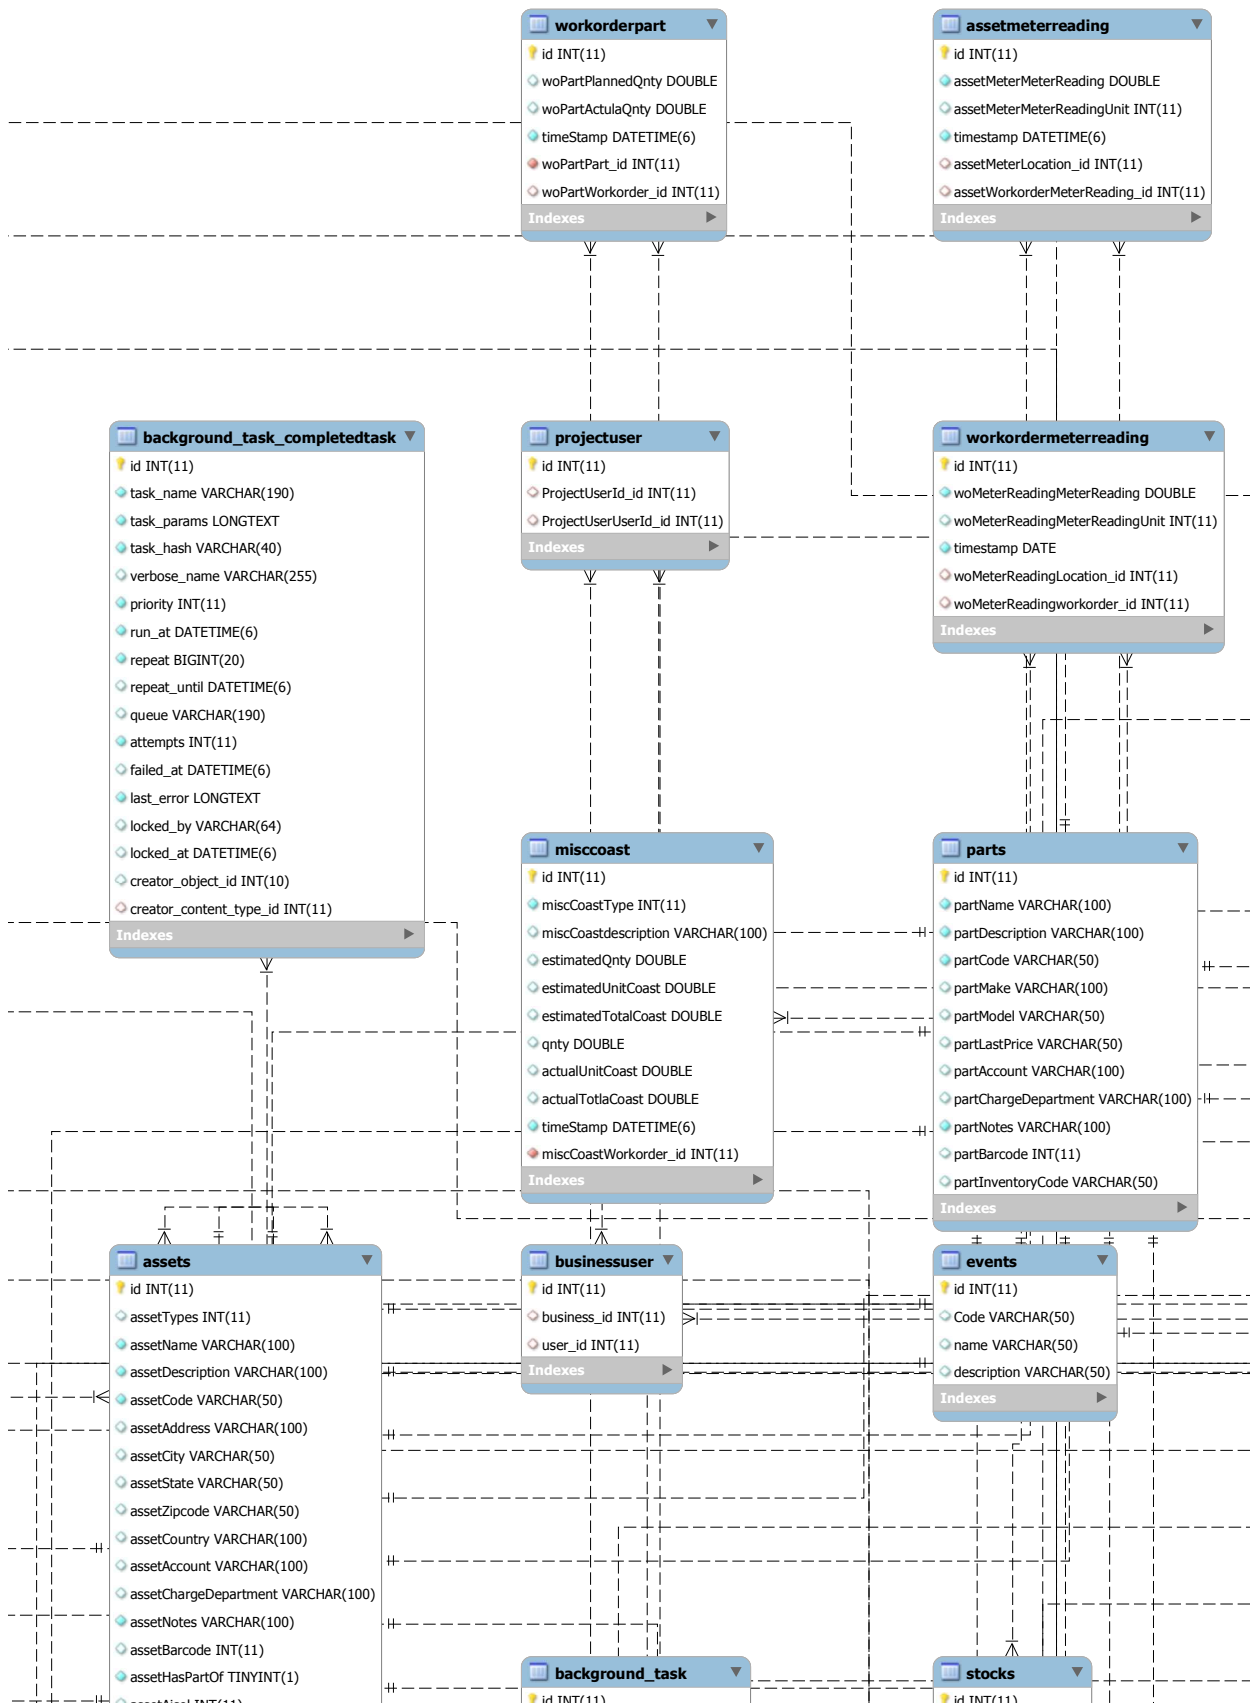 workorderpart
id INT(11)
woPartPlannedQnty DOUBLE
woPartActulaQnty DOUBLE
timeStamp DATETIME(6)
woPartPart_id INT(11)
woPartWorkorder_id INT(11)
Indexes
assetmeterreading
id INT(11)
assetMeterMeterReading DOUBLE
assetMeterMeterReadingUnit INT(11)
timestamp DATETIME(6)
assetMeterLocation_id INT(11)
assetWorkorderMeterReading_id INT(11)
Indexes
background_task_completedtask
id INT(11)
task_name VARCHAR(190)
task_params LONGTEXT
task_hash VARCHAR(40)
verbose_name VARCHAR(255)
priority INT(11)
run_at DATETIME(6)
repeat BIGINT(20)
repeat_until DATETIME(6)
queue VARCHAR(190)
attempts INT(11)
failed_at DATETIME(6)
last_error LONGTEXT
locked_by VARCHAR(64)
locked_at DATETIME(6)
creator_object_id INT(10)
creator_content_type_id INT(11)
Indexes
projectuser
id INT(11)
ProjectUserId_id INT(11)
ProjectUserUserId_id INT(11)
Indexes
workordermeterreading
id INT(11)
woMeterReadingMeterReading DOUBLE
woMeterReadingMeterReadingUnit INT(11)
timestamp DATE
woMeterReadingLocation_id INT(11)
woMeterReadingworkorder_id INT(11)
Indexes
misccoast
id INT(11)
miscCoastType INT(11)
miscCoastdescription VARCHAR(100)
estimatedQnty DOUBLE
estimatedUnitCoast DOUBLE
estimatedTotalCoast DOUBLE
qnty DOUBLE
actualUnitCoast DOUBLE
actualTotlaCoast DOUBLE
timeStamp DATETIME(6)
miscCoastWorkorder_id INT(11)
Indexes
parts
id INT(11)
partName VARCHAR(100)
partDescription VARCHAR(100)
partCode VARCHAR(50)
partMake VARCHAR(100)
partModel VARCHAR(50)
partLastPrice VARCHAR(50)
partAccount VARCHAR(100)
partChargeDepartment VARCHAR(100)
partNotes VARCHAR(100)
partBarcode INT(11)
partInventoryCode VARCHAR(50)
Indexes
assets
id INT(11)
assetTypes INT(11)
assetName VARCHAR(100)
assetDescription VARCHAR(100)
assetCode VARCHAR(50)
assetAddress VARCHAR(100)
assetCity VARCHAR(50)
assetState VARCHAR(50)
assetZipcode VARCHAR(50)
assetCountry VARCHAR(100)
assetAccount VARCHAR(100)
assetChargeDepartment VARCHAR(100)
assetNotes VARCHAR(100)
assetBarcode INT(11)
assetHasPartOf TINYINT(1)
businessuser
id INT(11)
business_id INT(11)
user_id INT(11)
Indexes
events
id INT(11)
Code VARCHAR(50)
name VARCHAR(50)
description VARCHAR(50)
Indexes
background_task
id INT(11)
stocks
id INT(11)